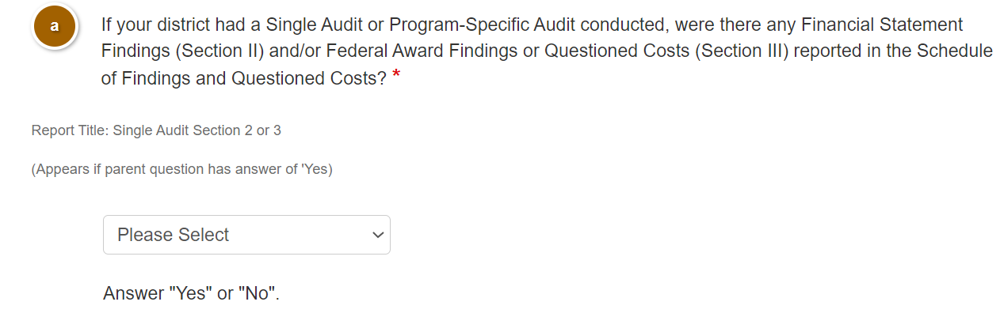 a
If your district had a Single Audit or Program-Specific Audit conducted, were there any Financial Statement
Findings (Section II) and/or Federal Award Findings or Questioned Costs (Section III) reported in the Schedule
of Findings and Questioned Costs? *
Report Title: Single Audit Section 2 or 3
(Appears if parent question has answer of 'Yes)
Please Select
Answer "Yes" or "No".